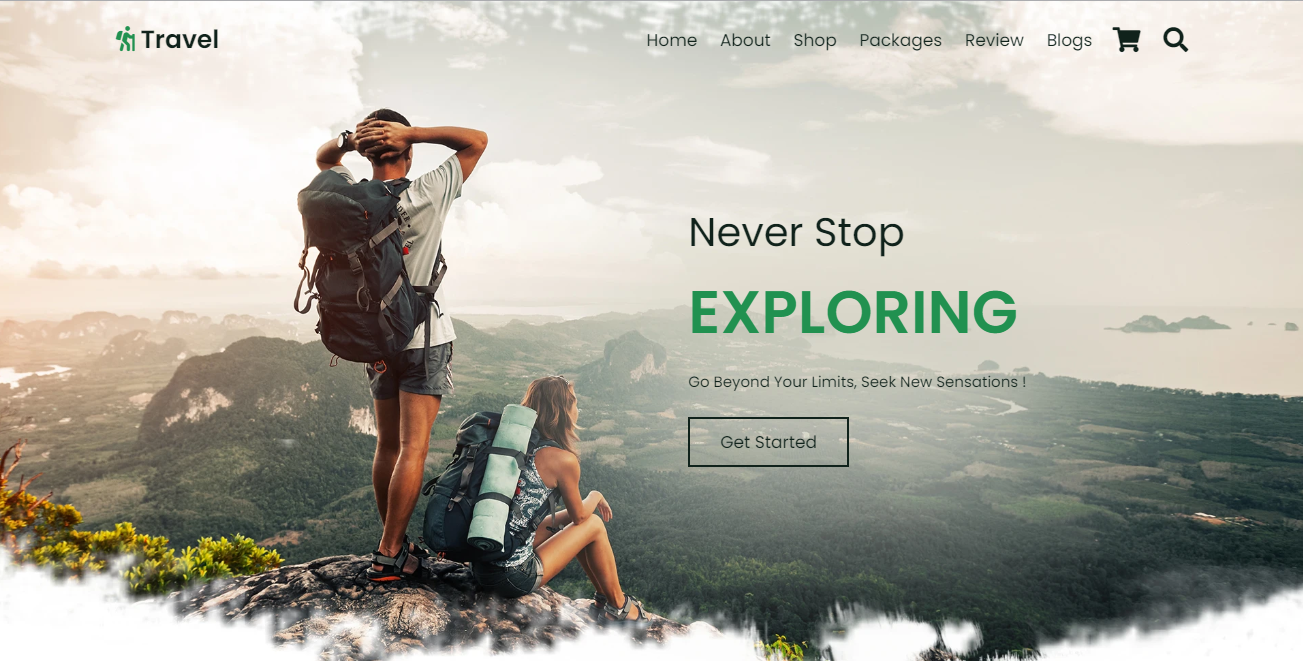 Travel
Home About Shop Packages Review Blogs
Never Stop
EXPLORING
Go Beyond Your Limits, Seek New Sensations !
Get Started